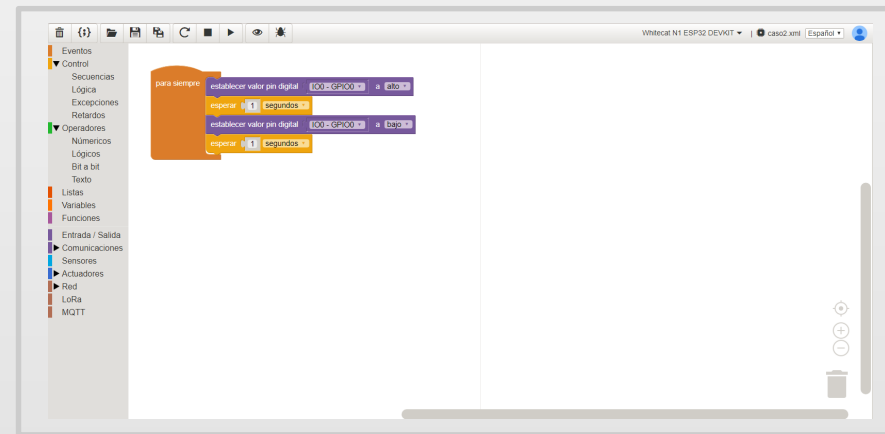 {i} Whitecat N1 ESP32 DEVKIT | caso2.xml Español
Eventos
Control
Secuencias
Lógica
Excepciones
Retardos
Operadores
Númericos
Lógicos
Bit a bit
Texto
Listas
Variables
Funciones
Entrada / Salida
Comunicaciones
Sensores
Actuadores
Red
LoRa
MQTT
para siempre
establecer valor pin digital IO0 - GPIO0 a alto
esperar 1 segundos
establecer valor pin digital IO0 - GPIO0 a bajo
esperar 1 segundos